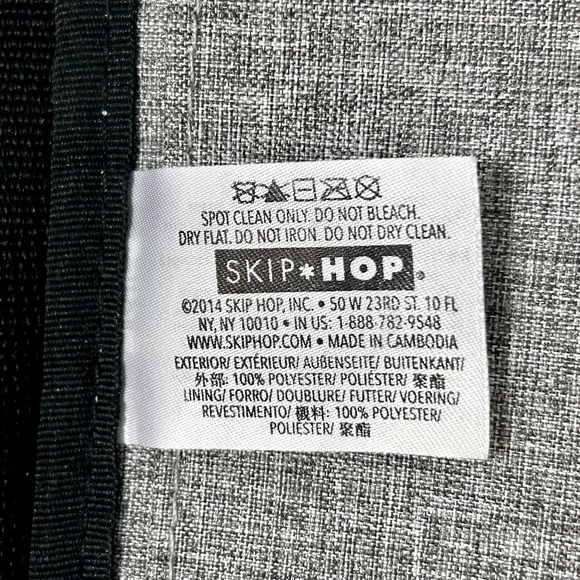 SPOT CLEAN ONLY. DO NOT BLEACH.
DRY FLAT. DO NOT IRON. DO NOT DRY CLEAN.
SKIP*HOP®
©2014 SKIP HOP, INC. • 50 W 23RD ST. 10 FL
NY, NY 10010 • IN US: 1-888-782-9548
WWW.SKIPHOP.COM • MADE IN CAMBODIA
EXTERIOR/ EXTÉRIEUR/ AUßENSEITE/ BUITENKANT/
外部: 100% POLYESTER/ POLIÉSTER/ 聚酯
LINING/ FORRO/ DOUBLURE/ FUTTER/ VOERING/
REVESTIMENTO/ 襯料: 100% POLYESTER/
POLIÉSTER/ 聚酯